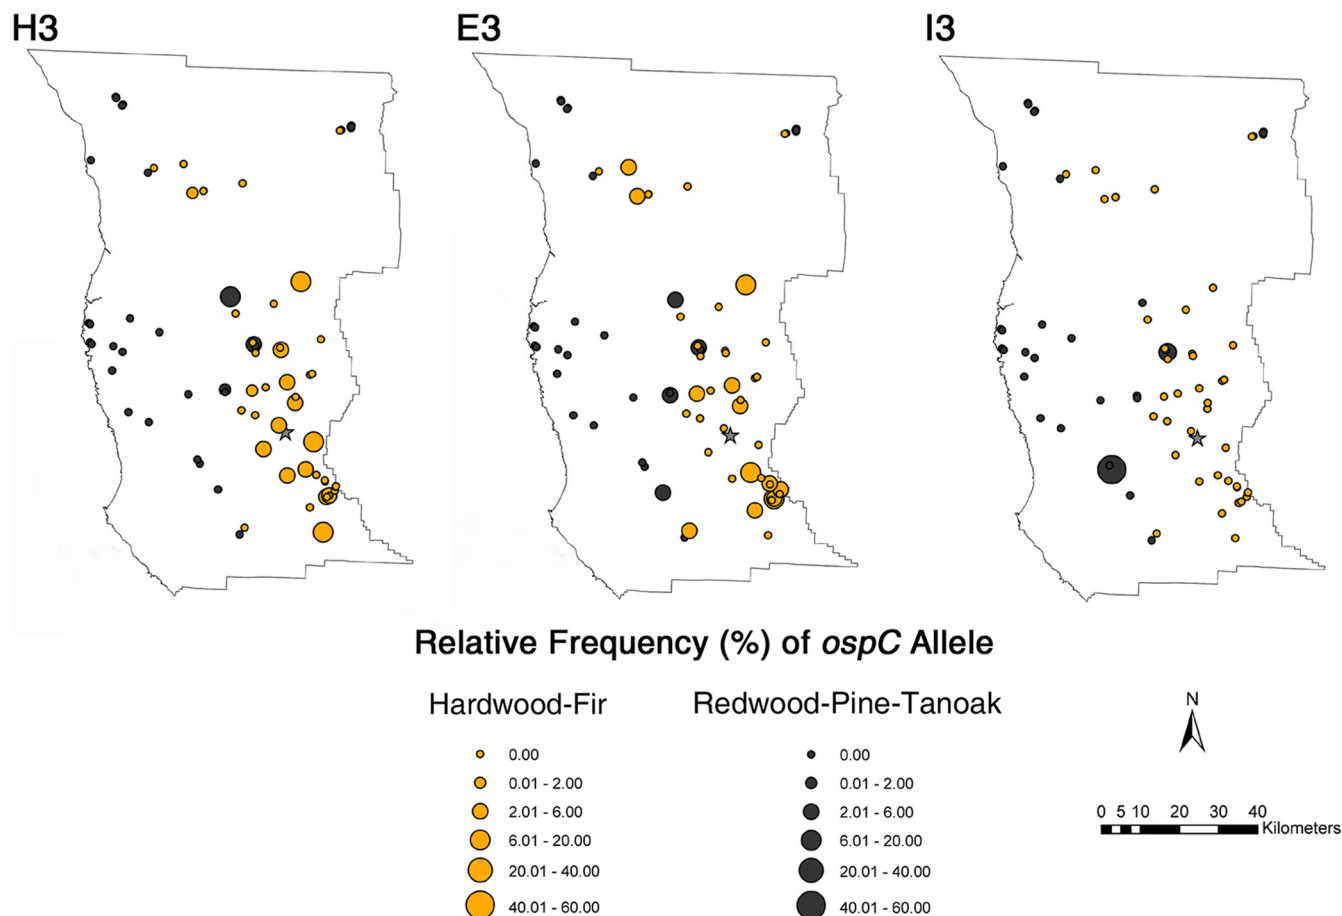 H3 E3 I3
Relative Frequency (%) of ospC Allele
Hardwood-Fir Redwood-Pine-Tanoak N
0.00 0.00
0.01 - 2.00 0.01 - 2.00
2.01 - 6.00 2.01 - 6.00 0 5 10 20 30 40
Kilometers
6.01 - 20.00 6.01 - 20.00
20.01 - 40.00 20.01 - 40.00
40.01 - 60.00 40.01 - 60.00